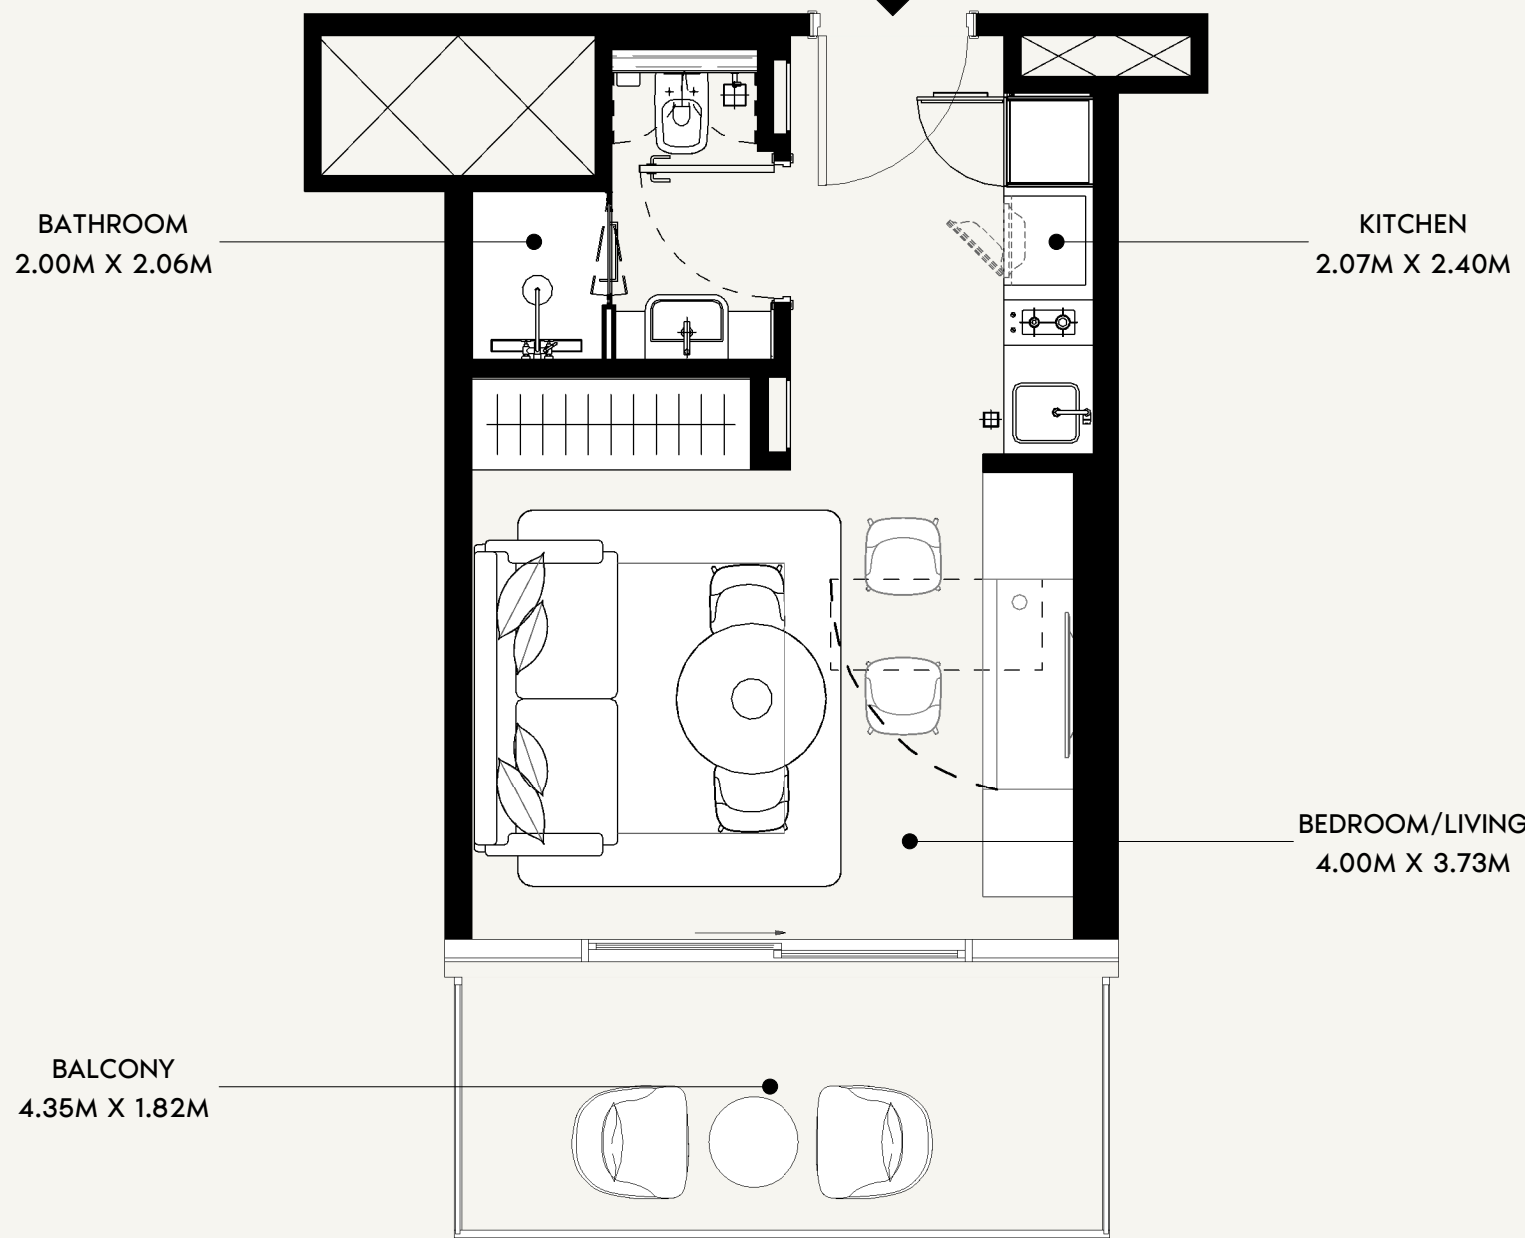 BATHROOM
2.00M X 2.06M
KITCHEN
2.07M X 2.40M
BEDROOM/LIVING
4.00M X 3.73M
BALCONY
4.35M X 1.82M